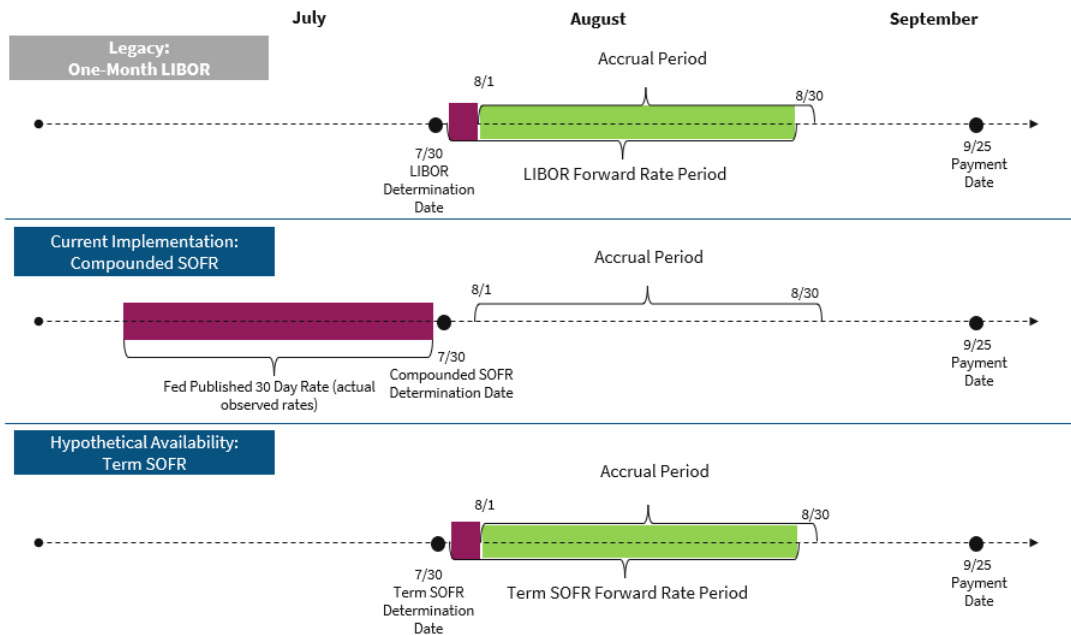 July
August
September
Legacy:
One-Month LIBOR
Accrual Period
8/1
8/30
7/30
LIBOR
Determination
Date
LIBOR Forward Rate Period
9/25
Payment
Date
Current Implementation:
Compounded SOFR
Accrual Period
8/1
8/30
Fed Published 30 Day Rate (actual
observed rates)
7/30
Compounded SOFR
Determination Date
9/25
Payment
Date
Hypothetical Availability:
Term SOFR
Accrual Period
8/1
8/30
7/30
Term SOFR
Determination
Date
Term SOFR Forward Rate Period
9/25
Payment
Date